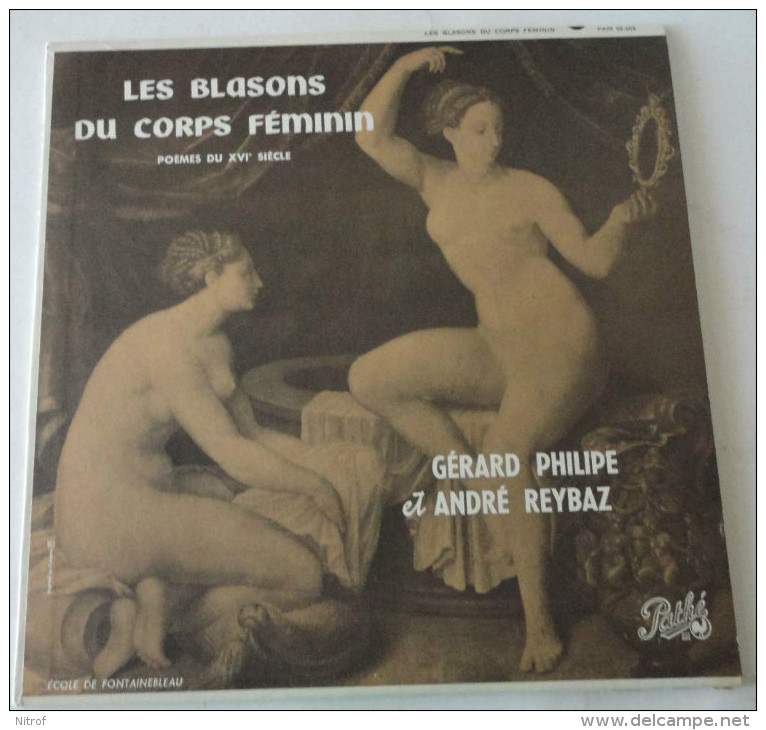 LES BLASONS DU CORPS FÉMININ
LES BLASONS
DU CORPS FÉMININ
POÈMES DU XVIe SIÈCLE
GÉRARD PHILIPE
et ANDRÉ REYBAZ
Pathé
ÉCOLE DE FONTAINEBLEAU
Nitrof
www.delcampe.net